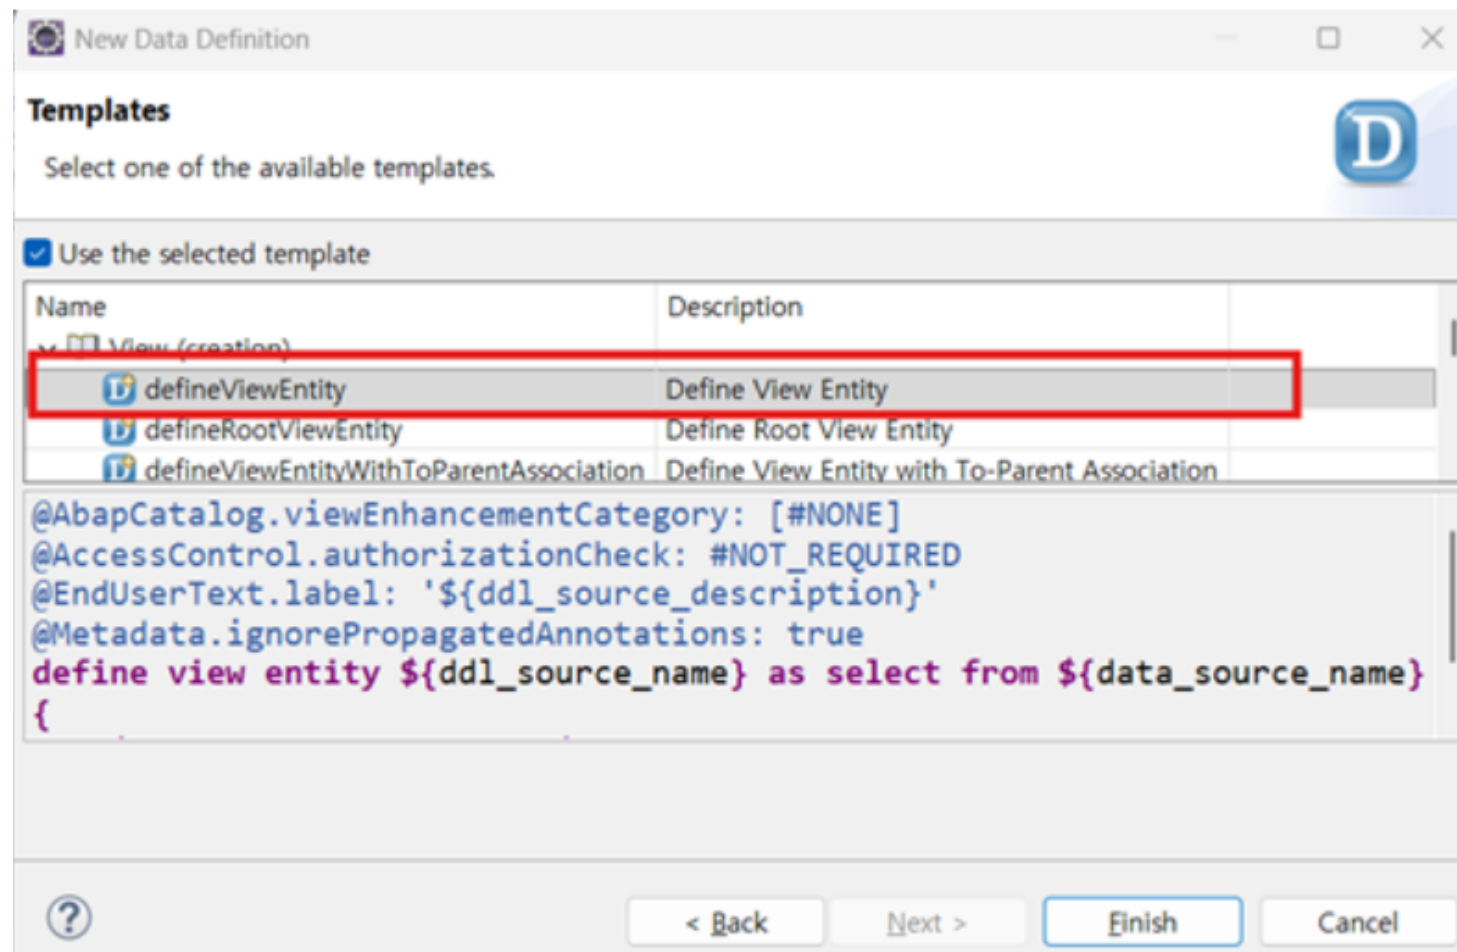 New Data Definition
Templates
Select one of the available templates.
Use the selected template
Name Description
View (creation)
defineViewEntity Define View Entity
defineRootViewEntity Define Root View Entity
defineViewEntityWithToParentAssociation Define View Entity with To-Parent Association
@AbapCatalog.viewEnhancementCategory: [#NONE]
@AccessControl.authorizationCheck: #NOT_REQUIRED
@EndUserText.label: '${ddl_source_description}'
@Metadata.ignorePropagatedAnnotations: true
define view entity ${ddl_source_name} as select from ${data_source_name}
{
< Back Next > Finish Cancel